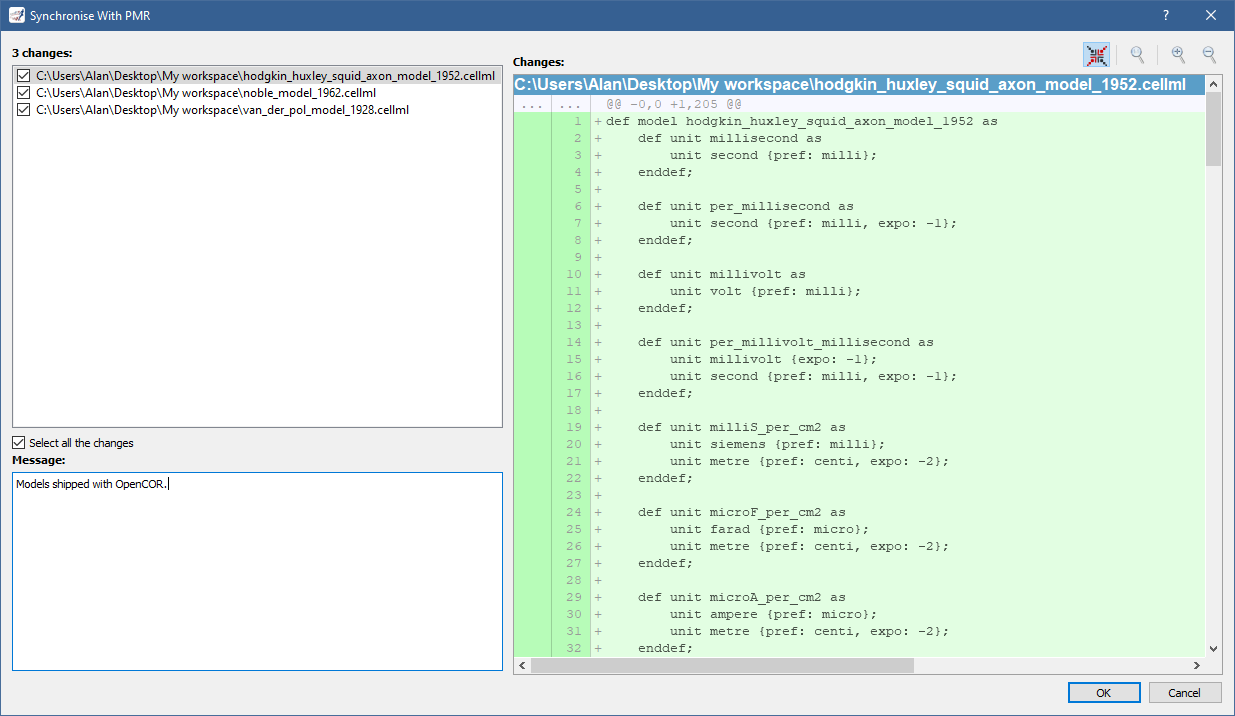 Synchronise With PMR
3 changes:
C:\Users\Alan\Desktop\My workspace\hodgkin_huxley_squid_axon_model_1952.cellml
C:\Users\Alan\Desktop\My workspace\noble_model_1962.cellml
C:\Users\Alan\Desktop\My workspace\van_der_pol_model_1928.cellml
Select all the changes
Message:
Models shipped with OpenCOR.
Changes:
C:\Users\Alan\Desktop\My workspace\hodgkin_huxley_squid_axon_model_1952.cellml
... ... @@ -0,0 +1,205 @@
1 +def model hodgkin_huxley_squid_axon_model_1952 as
2 +    def unit millisecond as
3 +        unit second {pref: milli};
4 +    enddef;
5 +
6 +    def unit per_millisecond as
7 +        unit second {pref: milli, expo: -1};
8 +    enddef;
9 +
10 +    def unit millivolt as
11 +        unit volt {pref: milli};
12 +    enddef;
13 +
14 +    def unit per_millivolt_millisecond as
15 +        unit millivolt {expo: -1};
16 +        unit second {pref: milli, expo: -1};
17 +    enddef;
18 +
19 +    def unit milliS_per_cm2 as
20 +        unit siemens {pref: milli};
21 +        unit metre {pref: centi, expo: -2};
22 +    enddef;
23 +
24 +    def unit microF_per_cm2 as
25 +        unit farad {pref: micro};
26 +        unit metre {pref: centi, expo: -2};
27 +    enddef;
28 +
29 +    def unit microA_per_cm2 as
30 +        unit ampere {pref: micro};
31 +        unit metre {pref: centi, expo: -2};
32 +    enddef;
OK
Cancel